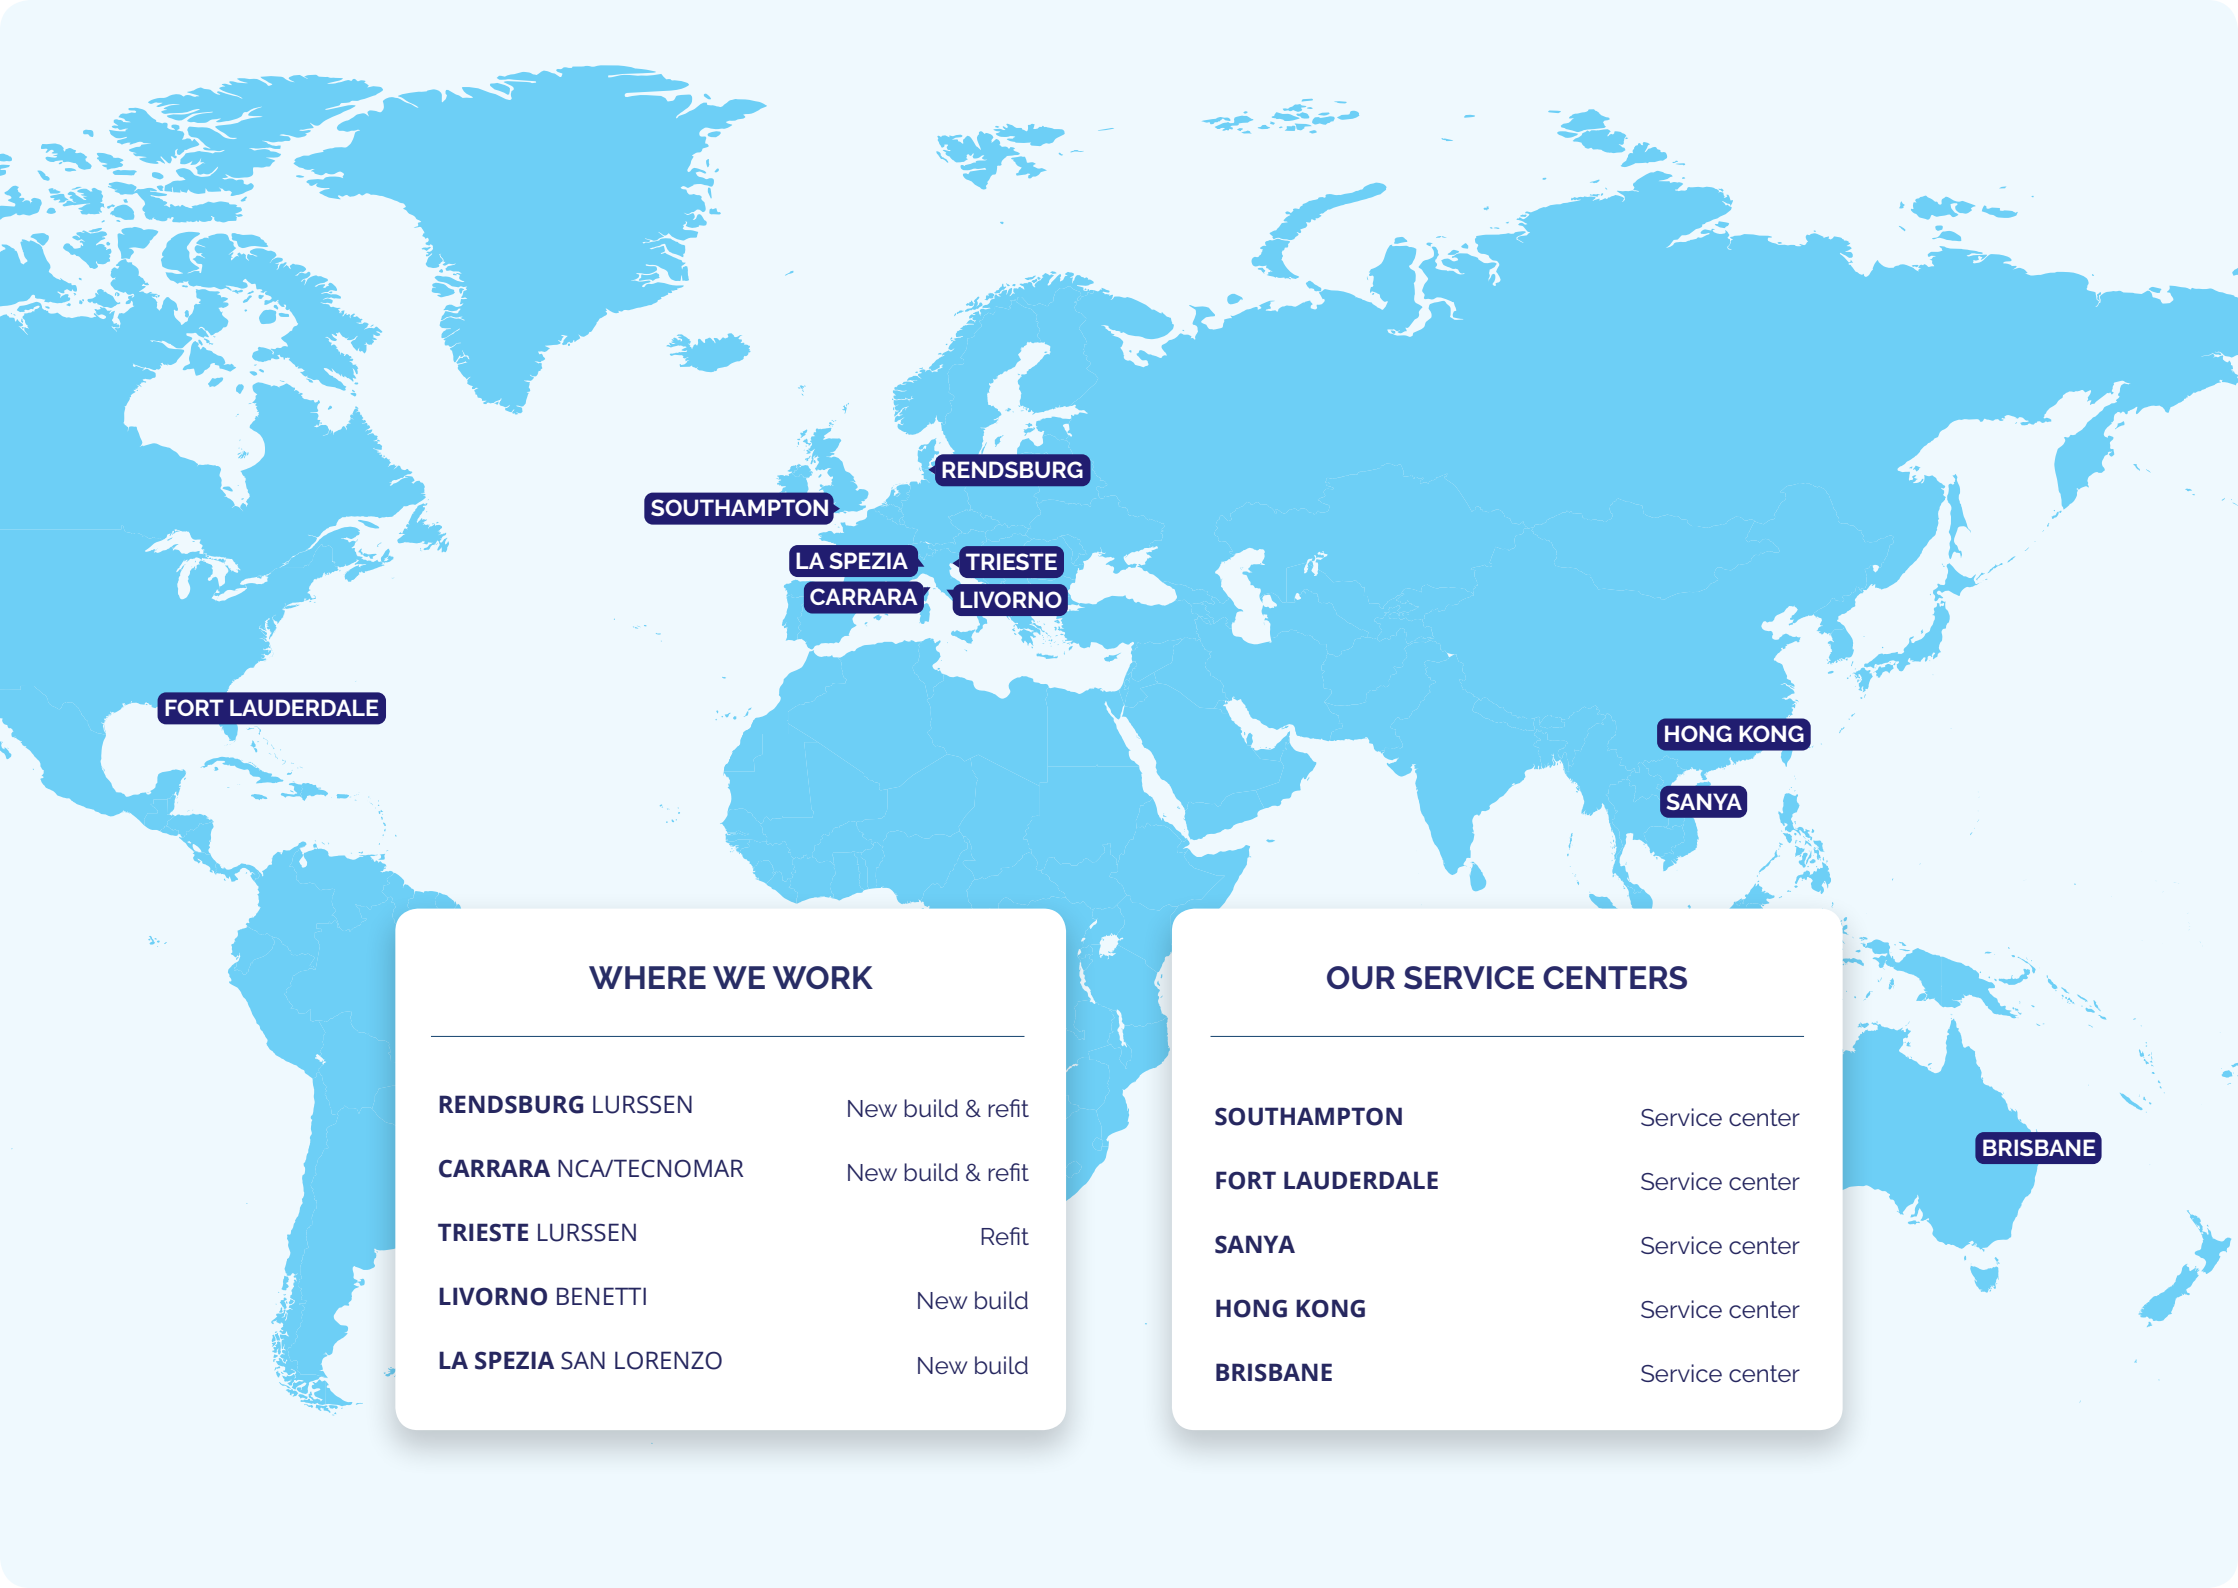 RENDSBURG
SOUTHAMPTON
LA SPEZIA
TRIESTE
CARRARA
LIVORNO
FORT LAUDERDALE
HONG KONG
SANYA
BRISBANE
WHERE WE WORK
RENDSBURG LURSSEN New build & refit
CARRARA NCA/TECNOMAR New build & refit
TRIESTE LURSSEN Refit
LIVORNO BENETTI New build
LA SPEZIA SAN LORENZO New build
OUR SERVICE CENTERS
SOUTHAMPTON Service center
FORT LAUDERDALE Service center
SANYA Service center
HONG KONG Service center
BRISBANE Service center